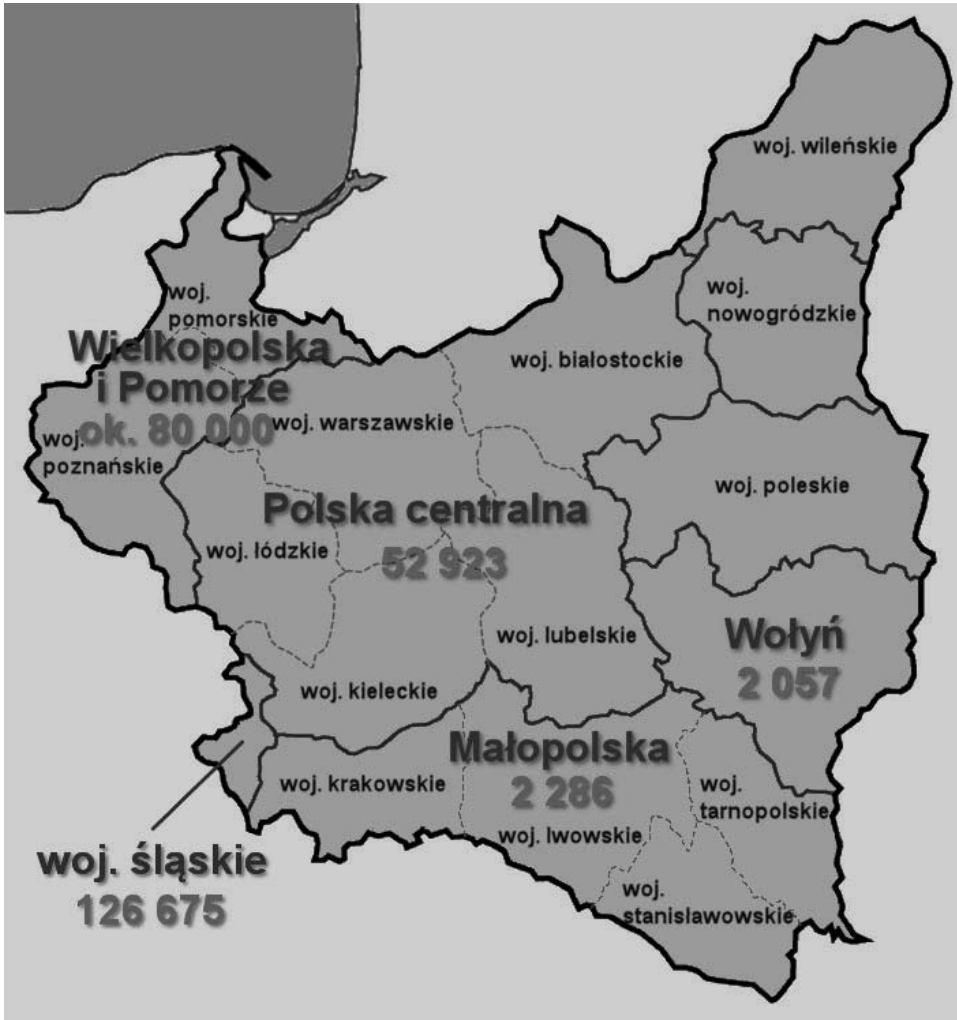 woj. wileńskie
woj.
nowogródzkie
woj.
pomorskie
Wielkopolska
i Pomorze
ok. 80 000
woj.
poznańskie
woj. białostockie
woj. warszawskie
woj. poleskie
Polska centralna
52 923
woj. łódzkie
woj. lubelskie
Wołyń
2 057
woj. kieleckie
Małopolska
2 286
woj. krakowskie
woj. lwowskie
woj.
tarnopolskie
woj. śląskie
126 675
woj.
stanisławowskie